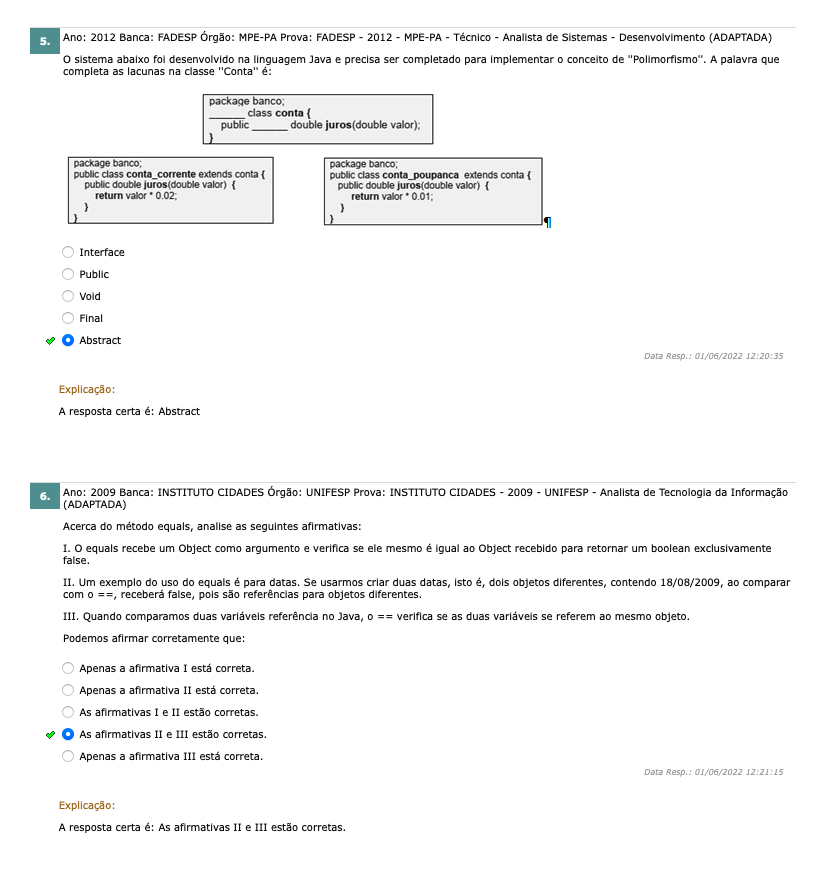 5.
Ano: 2012 Banca: FADESP Órgão: MPE-PA Prova: FADESP - 2012 - MPE-PA - Técnico - Analista de Sistemas - Desenvolvimento (ADAPTADA)
O sistema abaixo foi desenvolvido na linguagem Java e precisa ser completado para implementar o conceito de "Polimorfismo". A palavra que
completa as lacunas na classe "Conta" é:
package banco;
______ class conta {
public ______ double juros(double valor);
}
package banco;
public class conta_corrente extends conta {
public double juros(double valor) {
return valor * 0.02;
}
}
package banco;
public class conta_poupanca extends conta {
public double juros(double valor) {
return valor * 0.01;
}
}
¶
Interface
Public
Void
Final
Abstract
Data Resp.: 01/06/2022 12:20:35
Explicação:
A resposta certa é: Abstract
6.
Ano: 2009 Banca: INSTITUTO CIDADES Órgão: UNIFESP Prova: INSTITUTO CIDADES - 2009 - UNIFESP - Analista de Tecnologia da Informação
(ADAPTADA)
Acerca do método equals, analise as seguintes afirmativas:
I. O equals recebe um Object como argumento e verifica se ele mesmo é igual ao Object recebido para retornar um boolean exclusivamente
false.
II. Um exemplo do uso do equals é para datas. Se usarmos criar duas datas, isto é, dois objetos diferentes, contendo 18/08/2009, ao comparar
com o ==, receberá false, pois são referências para objetos diferentes.
III. Quando comparamos duas variáveis referência no Java, o == verifica se as duas variáveis se referem ao mesmo objeto.
Podemos afirmar corretamente que:
Apenas a afirmativa I está correta.
Apenas a afirmativa II está correta.
As afirmativas I e II estão corretas.
As afirmativas II e III estão corretas.
Apenas a afirmativa III está correta.
Data Resp.: 01/06/2022 12:21:15
Explicação:
A resposta certa é: As afirmativas II e III estão corretas.